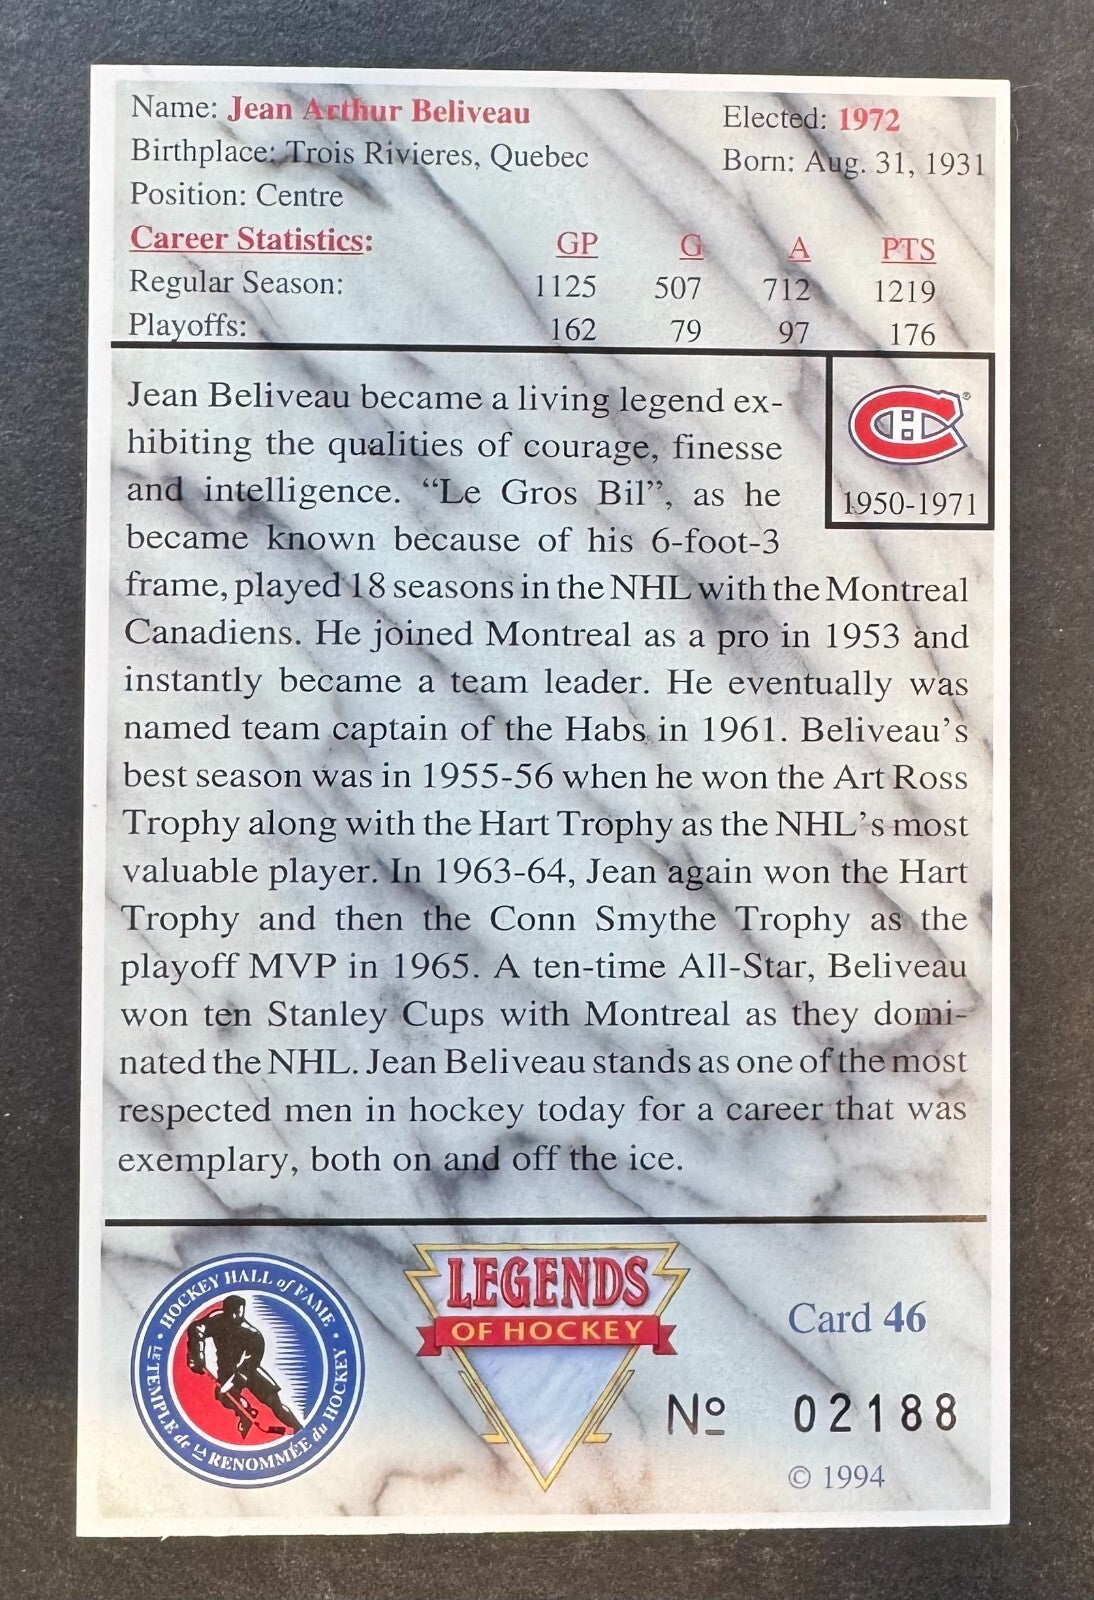 Name: Jean Arthur Beliveau Elected: 1972
Birthplace: Trois Rivieres, Quebec Born: Aug. 31, 1931
Position: Centre
Career Statistics: GP G A PTS
Regular Season: 1125 507 712 1219
Playoffs: 162 79 97 176
Jean Beliveau became a living legend ex-
hibiting the qualities of courage, finesse
and intelligence. “Le Gros Bil”, as he
became known because of his 6-foot-3
frame, played 18 seasons in the NHL with the Montreal
Canadiens. He joined Montreal as a pro in 1953 and
instantly became a team leader. He eventually was
named team captain of the Habs in 1961. Beliveau’s
best season was in 1955-56 when he won the Art Ross
Trophy along with the Hart Trophy as the NHL’s most
valuable player. In 1963-64, Jean again won the Hart
Trophy and then the Conn Smythe Trophy as the
playoff MVP in 1965. A ten-time All-Star, Beliveau
won ten Stanley Cups with Montreal as they domi-
nated the NHL. Jean Beliveau stands as one of the most
respected men in hockey today for a career that was
exemplary, both on and off the ice.
CH ®
1950-1971
HOCKEY HALL of FAME
LE TEMPLE de LA RENOMMÉE du HOCKEY
LEGENDS
OF HOCKEY
Card 46
Nº 02188
© 1994